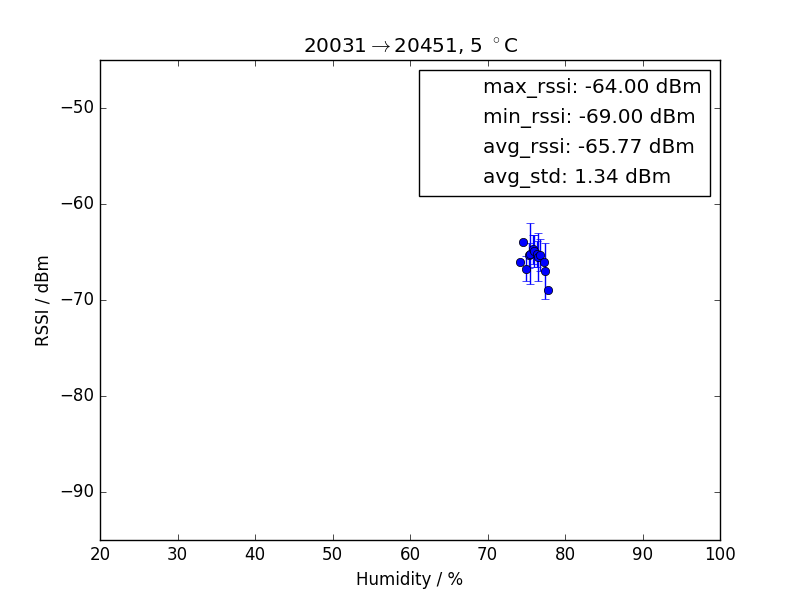 20031→20451, 5 °C
max_rssi: -64.00 dBm
min_rssi: -69.00 dBm
avg_rssi: -65.77 dBm
avg_std: 1.34 dBm
RSSI / dBm
−50
−60
−70
−80
−90
20 30 40 50 60 70 80 90 100
Humidity / %